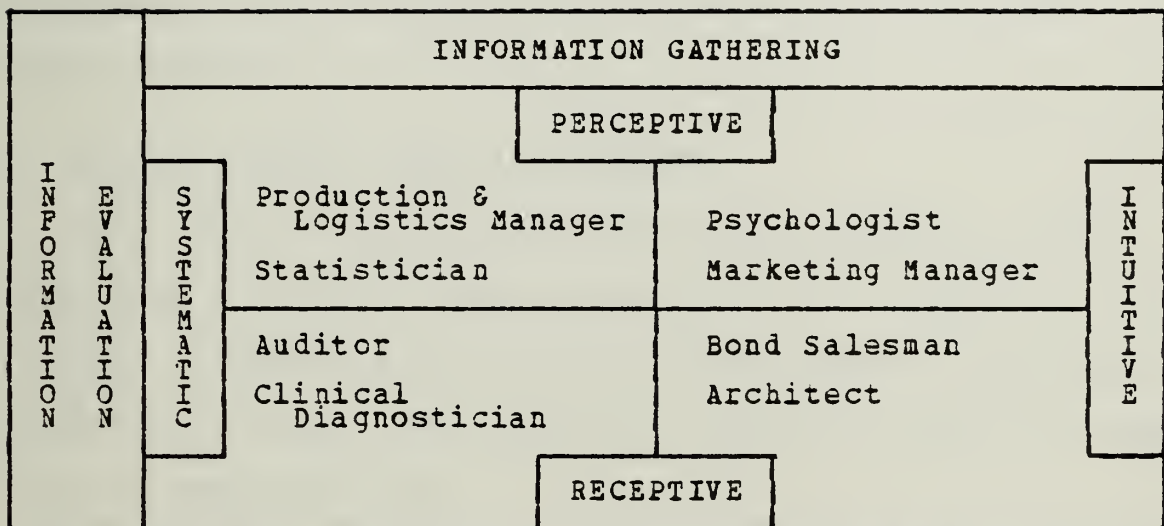 INFORMATION GATHERING
PERCEPTIVE
INFORMATION
EVALUATION
SYSTEMATIC
Production &
Logistics Manager
Statistician
Psychologist
Marketing Manager
INTUITIVE
Auditor
Clinical
Diagnostician
Bond Salesman
Architect
RECEPTIVE